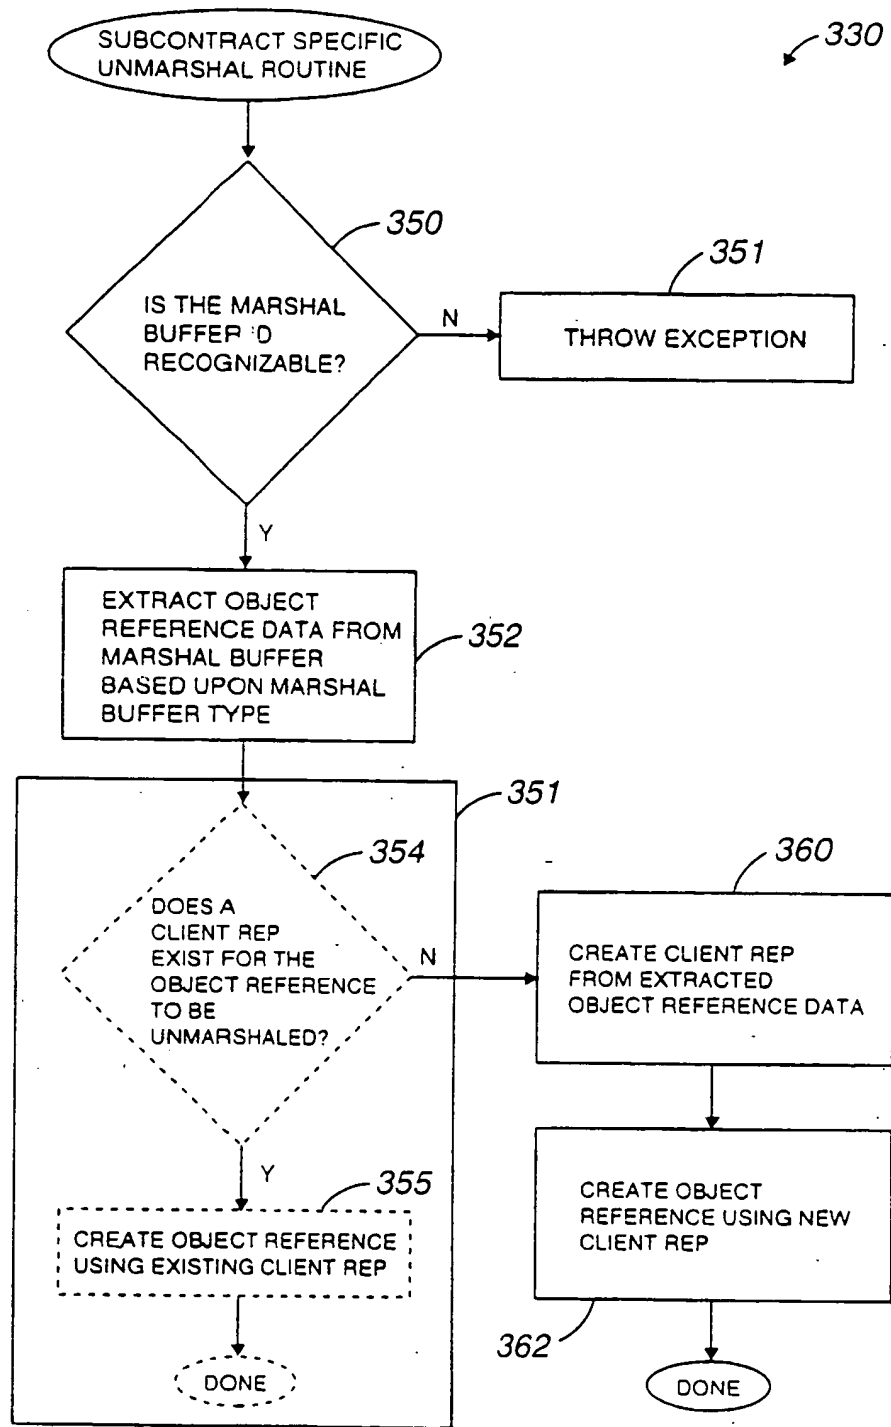 SUBCONTRACT SPECIFIC
UNMARSHAL ROUTINE
330
350
IS THE MARSHAL
BUFFER 'D
RECOGNIZABLE?
N
351
THROW EXCEPTION
Y
EXTRACT OBJECT
REFERENCE DATA FROM
MARSHAL BUFFER
BASED UPON MARSHAL
BUFFER TYPE
352
351
354
DOES A
CLIENT REP
EXIST FOR THE
OBJECT REFERENCE
TO BE
UNMARSHALED?
N
360
CREATE CLIENT REP
FROM EXTRACTED
OBJECT REFERENCE DATA
Y
355
CREATE OBJECT REFERENCE
USING EXISTING CLIENT REP
CREATE OBJECT
REFERENCE USING NEW
CLIENT REP
362
DONE
DONE